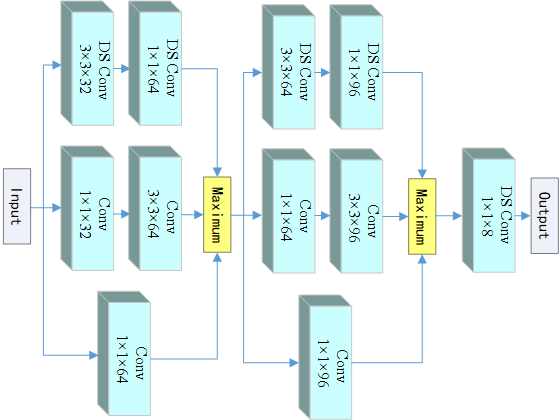 Input
DS Conv
3×3×32
DS Conv
1×1×64
Conv
1×1×32
Conv
3×3×64
Conv
1×1×64
Maximum
DS Conv
3×3×64
DS Conv
1×1×96
Conv
1×1×64
Conv
3×3×96
Conv
1×1×96
Maximum
DS Conv
1×1×8
Output